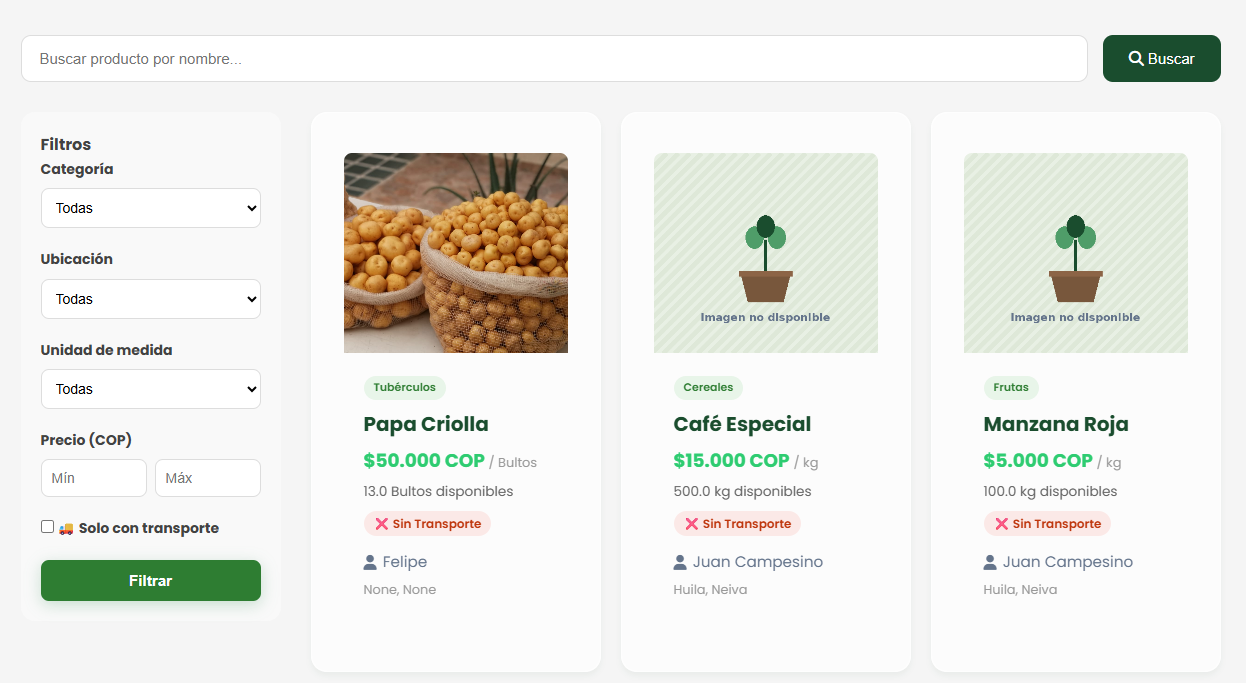 Buscar producto por nombre...
Buscar
Filtros
Categoría
Todas
Ubicación
Todas
Unidad de medida
Todas
Precio (COP)
Mín
Máx
🚚 Solo con transporte
Filtrar
Tubérculos
Papa Criolla
$50.000 COP / Bultos
13.0 Bultos disponibles
❌ Sin Transporte
Felipe
None, None
Imagen no disponible
Cereales
Café Especial
$15.000 COP / kg
500.0 kg disponibles
❌ Sin Transporte
Juan Campesino
Huila, Neiva
Imagen no disponible
Frutas
Manzana Roja
$5.000 COP / kg
100.0 kg disponibles
❌ Sin Transporte
Juan Campesino
Huila, Neiva